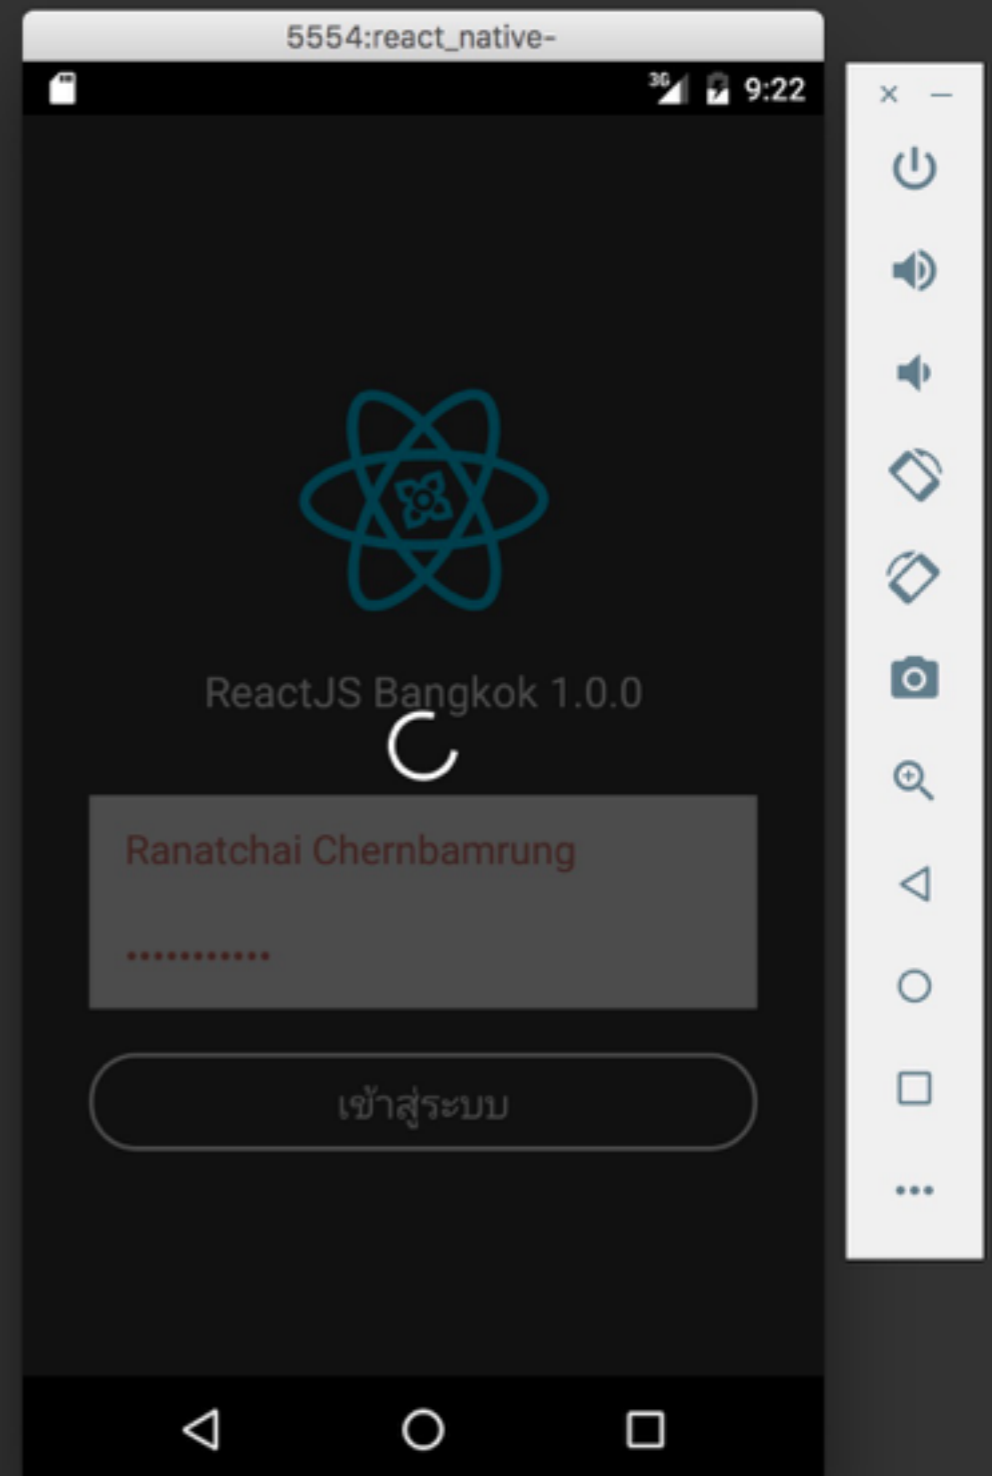 5554:react_native-
3G 9:22
ReactJS Bangkok 1.0.0
Ranatchai Chernbamrung
•••••••••••
เข้าสู่ระบบ